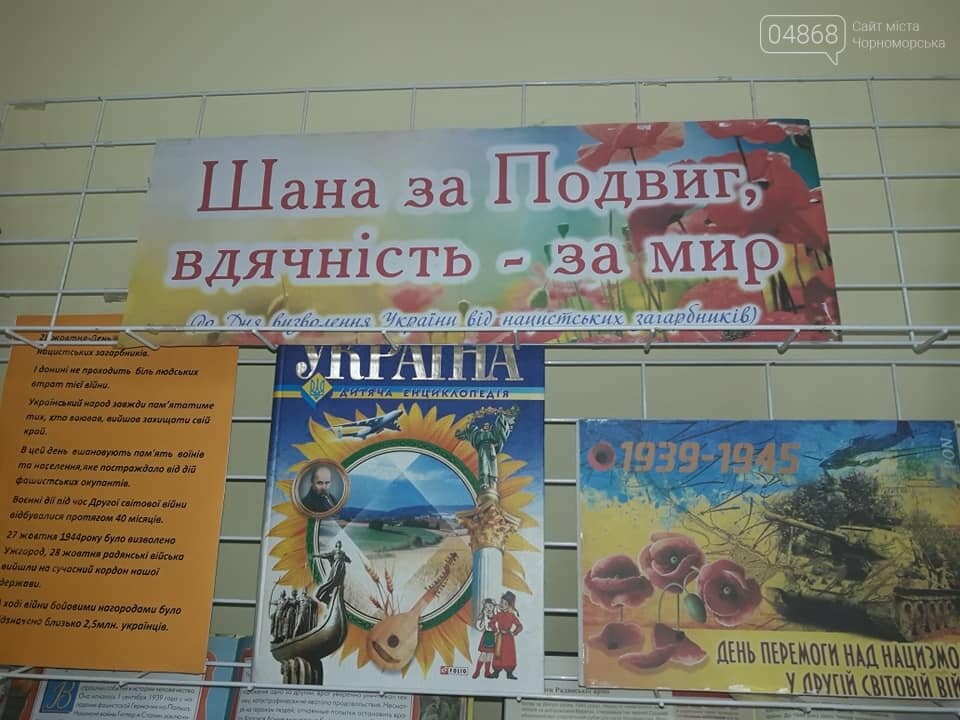 04868
Сайт міста
Чорноморська
Шана за Подвиг,
вдячність - за мир
(до Дня визволення України від нацистських загарбників)
28 жовтня-День
нацистських загарбників.
І донині не проходить біль людських
втрат тієї війни.
Український народ завжди пам'ятатиме
тих, хто воював, вийшов захищати свій
край.
В цей день вшановують пам'ять воїнів
та населення,яке постраждало від дій
фашистських окупантів.
Воєнні дії під час Другої світової війни
відбувалися протягом 40 місяців.
27 жовтня 1944року було визволено
Ужгород, 28 жовтня радянські війська
вийшли на сучасний кордон нашої
держави.
ході війни бойовими нагородами було
близко 2,5млн. українців.
УКРАЇНА
ДИТЯЧА ЕНЦИКЛОПЕДІЯ
FOLIO
1939-1945
ДЕНЬ ПЕРЕМОГИ НАД НАЦИЗМО
У ДРУГІЙ СВІТОВІЙ ВІЙ